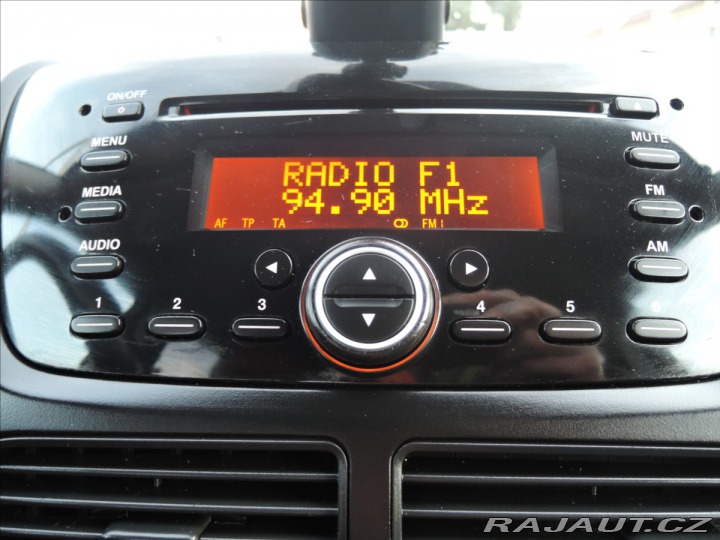 ON/OFF
MENU
MUTE
RADIO F1
94.90 MHz
MEDIA
FM
AF TP TA FM1
AUDIO
AM
1 2 3 4 5 6
RAJAUT.CZ